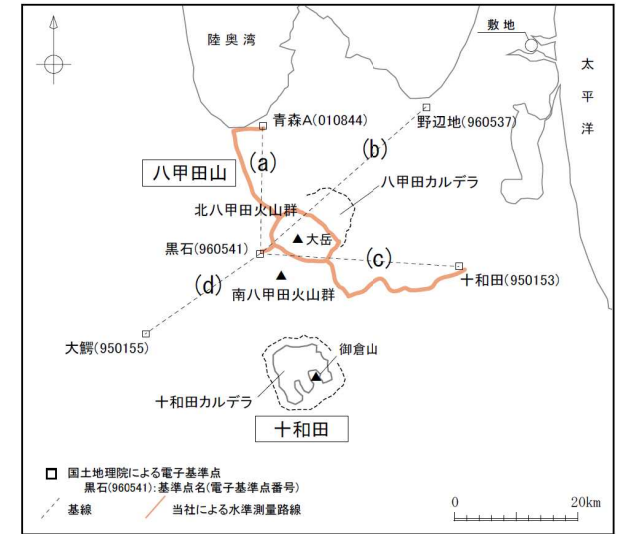 陸奥湾
敷地
太平洋
青森A(010844)
野辺地(960537)
(a)
(b)
八甲田山
八甲田カルデラ
北八甲田火山群
▲大岳
黒石(960541)
(c)
(d)
十和田(950153)
南八甲田火山群
大鰐(950155)
御倉山
十和田カルデラ
十和田
国土地理院による電子基準点
黒石(960541):基準点名(電子基準点番号)
基線
当社による水準測量路線
0 20km